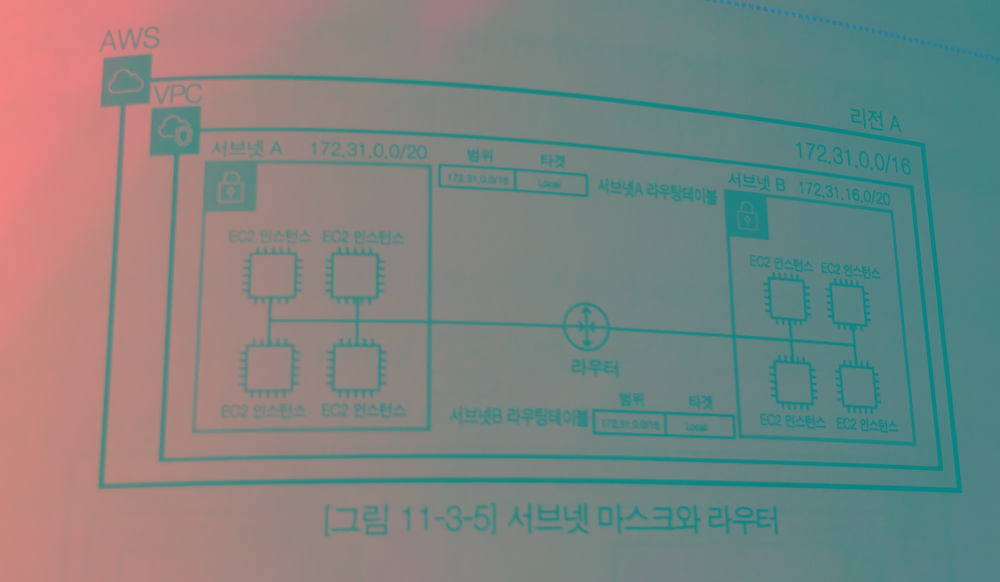 AWS
VPC
리전 A
172.31.0.0/16
서브넷 A 172.31.0.0/20
범위 타겟
172.31.0.0/16 Local
서브넷A 라우팅테이블
서브넷 B 172.31.16.0/20
EC2 인스턴스 EC2 인스턴스
EC2 인스턴스 EC2 인스턴스
라우터
EC2 인스턴스 EC2 인스턴스
EC2 인스턴스 EC2 인스턴스
서브넷B 라우팅테이블
범위 타겟
172.31.0.0/16 Local
[그림 11-3-5] 서브넷 마스크와 라우터